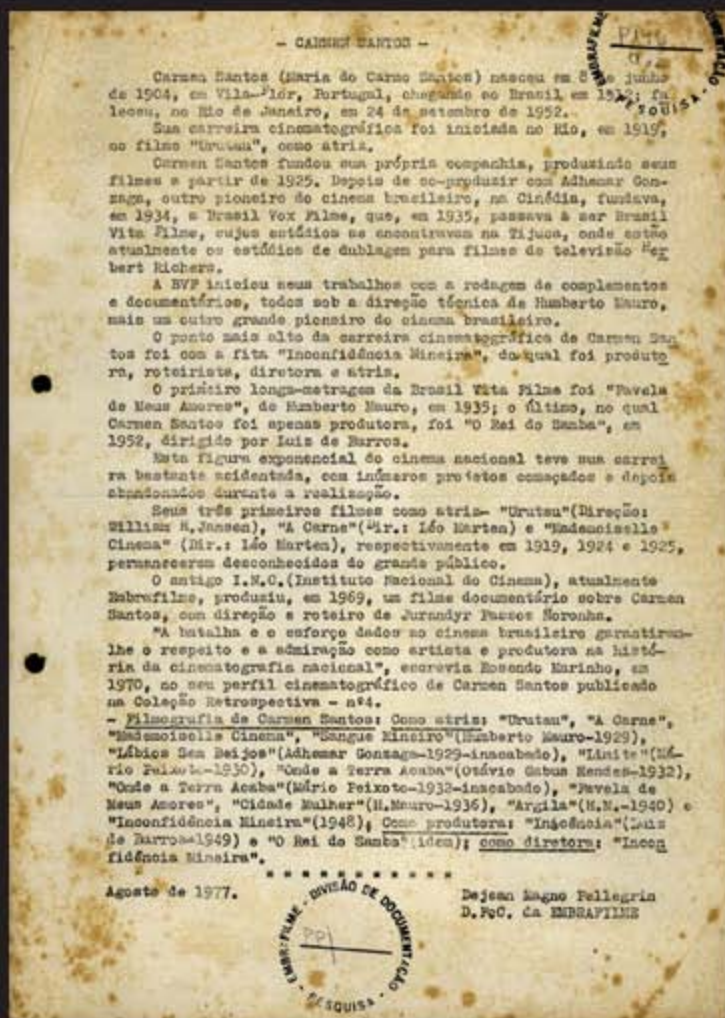 - CARMEN SANTOS -
EMBRAFILME
PESQUISA
Carmen Santos (Maria do Carmo Santos) nasceu em 8 de junho
de 1904, em Vila-Flôr, Portugal, chegando ao Brasil em 1912; fa
leceu, no Rio de Janeiro, em 24 de setembro de 1952.
Sua carreira cinematográfica foi iniciada no Rio, em 1919,
no filme "Urutau", como atriz.
Carmen Santos fundou sua própria companhia, produzindo seus
filmes a partir de 1925. Depois de co-produzir com Adhemar Gon-
zaga, outro pioneiro do cinema brasileiro, na Cinédia, fundava,
em 1934, a Brasil Vox Filme, que, em 1935, passava à ser Brasil
Vita Filme, cujos estúdios se encontravam na Tijuca, onde estão
atualmente os estúdios de dublagem para filmes de televisão Her
bert Richers.
A BVF iniciou seus trabalhos com a rodagem de complementos
e documentários, todos sob a direção técnica de Humberto Mauro,
mais um outro grande pioneiro do cinema brasileiro.
O ponto mais alto da carreira cinematográfica de Carmen San
tos foi com a fita "Inconfidência Mineira", do qual foi produto
ra, roteirista, diretora e atriz.
O primeiro longa-metragem da Brasil Vita Filme foi "Favela
de Meus Amores", de Humberto Mauro, em 1935; o último, no qual
Carmen Santos foi apenas produtora, foi "O Rei do Samba", em
1952, dirigido por Luis de Barros.
Esta figura exponencial do cinema nacional teve sua carrei
ra bastante acidentada, com inúmeros projetos começados e depois
abandonados durante a realização.
Seus três primeiros filmes como atriz- "Urutau"(Direção:
William H.Jansen), "A Carne"(Dir.: Léo Marten) e "Mademoiselle
Cinema" (Dir.: Léo Marten), respectivamente em 1919, 1924 e 1925,
permaneceram desconhecidos do grande público.
O antigo I.N.C.(Instituto Nacional do Cinema), atualmente
Embrafilme, produziu, em 1969, um filme documentário sobre Carmen
Santos, com direção e roteiro de Jurandyr Passos Noronha.
"A batalha e o esforço dados ao cinema brasileiro garantiram-
lhe o respeito e a admiração como artista e produtora na histó-
ria da cinematografia nacional", escrevia Rosendo Marinho, em
1970, no seu perfil cinematográfico de Carmen Santos publicado
na Coleção Retrospectiva - nº4.
- Filmografia de Carmen Santos: Como atriz: "Urutau", "A Carne",
"Mademoiselle Cinema", "Sangue Mineiro"(Humberto Mauro-1929),
"Lábios Sem Beijos"(Adhemar Gonzaga-1929-inacabado), "Limite"(Má-
rio Peixoto-1930), "Onde a Terra Acaba"(Otávio Gabus Mendes-1932),
"Onde a Terra Acaba"(Mário Peixoto-1932-inacabado), "Favela de
Meus Amores", "Cidade Mulher"(H.Mauro-1936), "Argila"(H.M.-1940) e
"Inconfidência Mineira"(1948); Como produtora: "Inocência"(Luis
de Barros-1949) e "O Rei do Samba"(idem); como diretora: "Incon
fidência Mineira".
Agosto de 1977.
Dejean Magno Pellegrin
D.PeC. da EMBRAFILME
EMBRAFILME - DIVISÃO DE DOCUMENTAÇÃO
PESQUISA